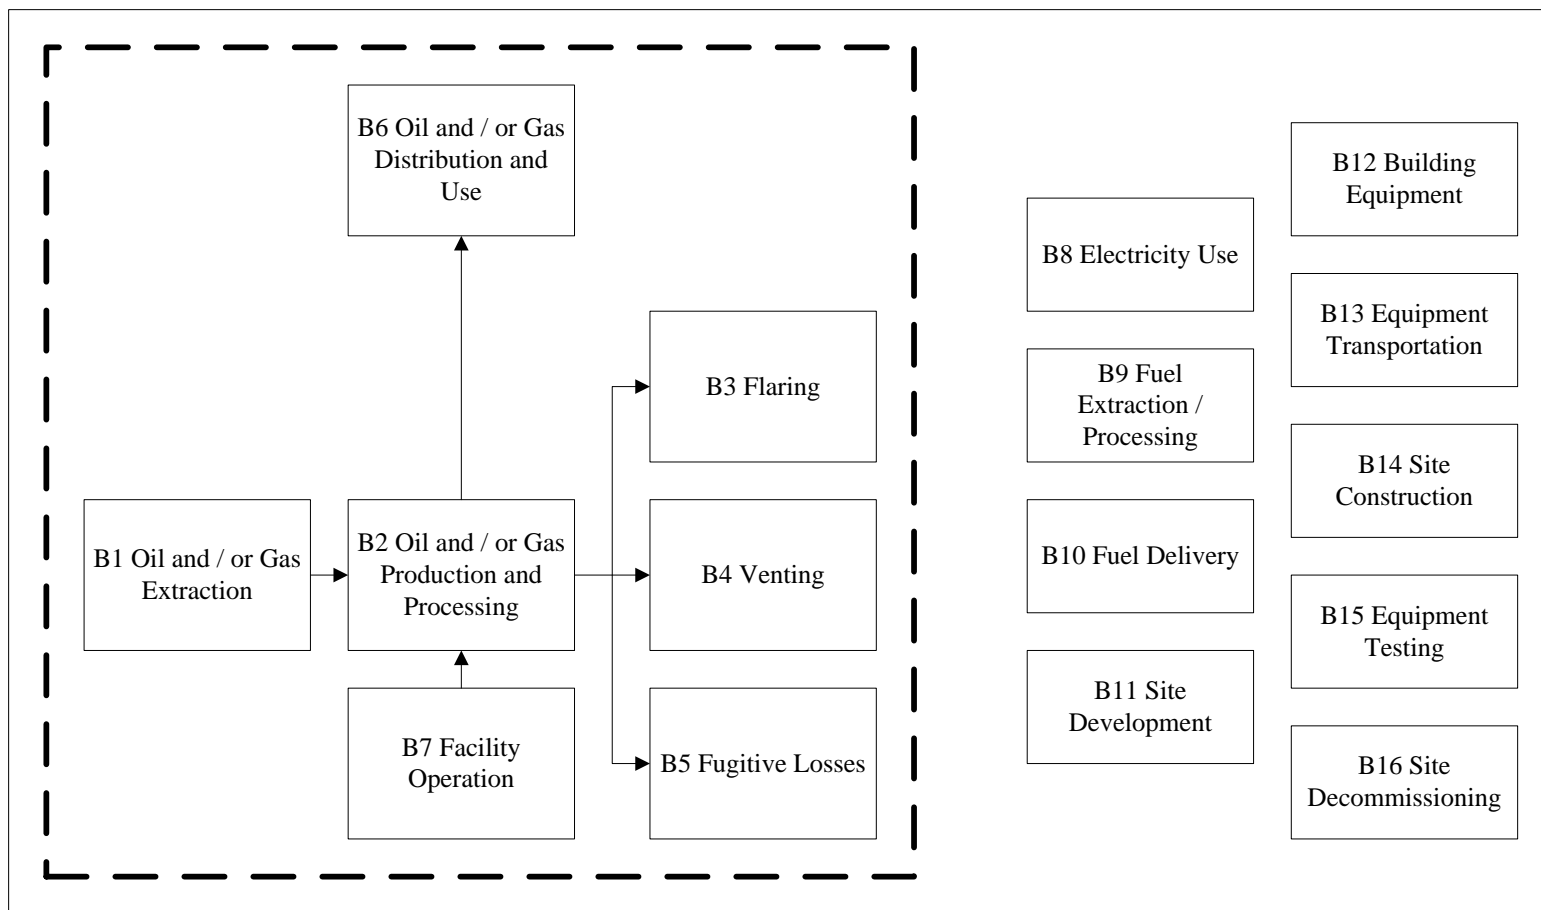 B6 Oil and / or Gas
Distribution and
Use
B12 Building
Equipment
B8 Electricity Use
B13 Equipment
Transportation
B3 Flaring
B9 Fuel
Extraction /
Processing
B14 Site
Construction
B1 Oil and / or Gas
Extraction
B2 Oil and / or Gas
Production and
Processing
B4 Venting
B10 Fuel Delivery
B15 Equipment
Testing
B7 Facility
Operation
B5 Fugitive Losses
B11 Site
Development
B16 Site
Decommissioning